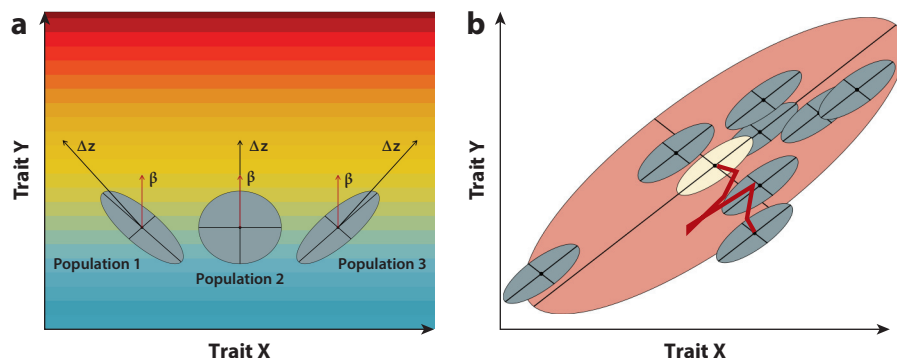 a
Trait Y
Δz
Δz
Δz
β
β
β
Population 1
Population 2
Population 3
Trait X
b
Trait Y
Trait X